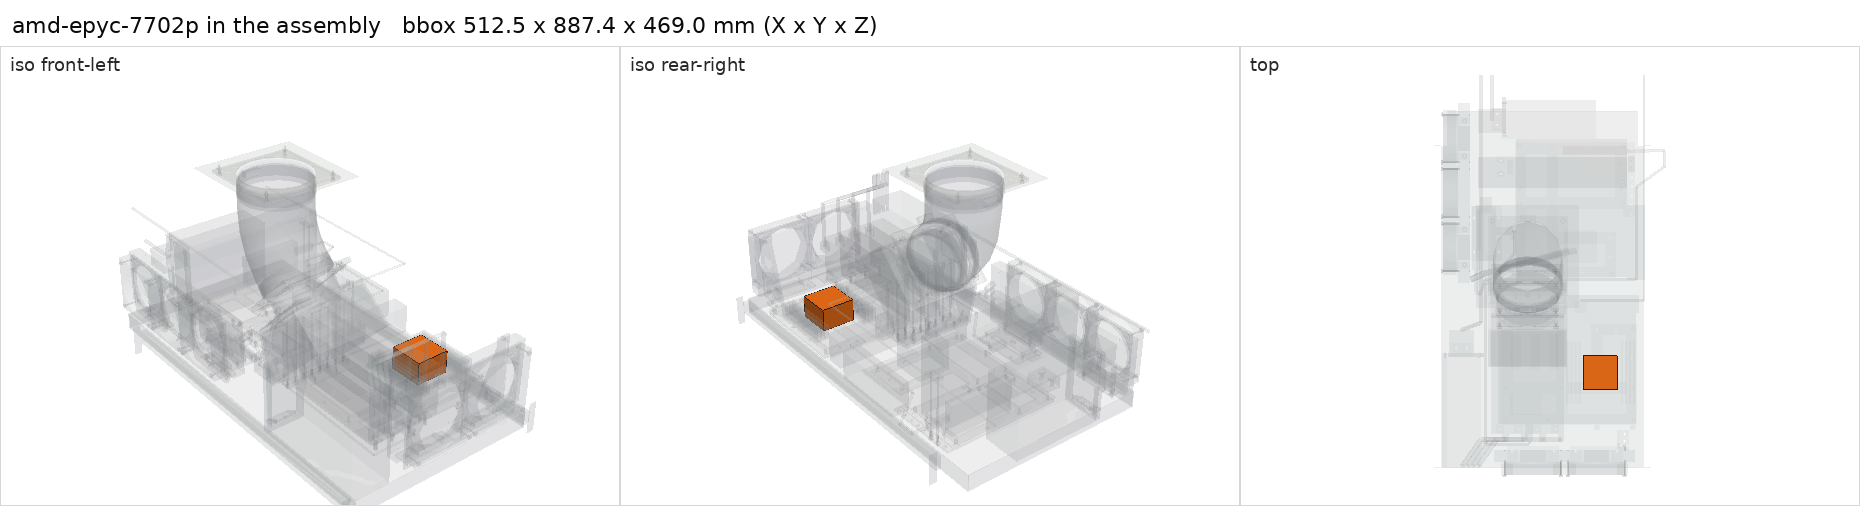 amd-epyc-7702p in the assembly   bbox 512.5 x 887.4 x 469.0 mm (X x Y x Z)
iso front-left
iso rear-right
top